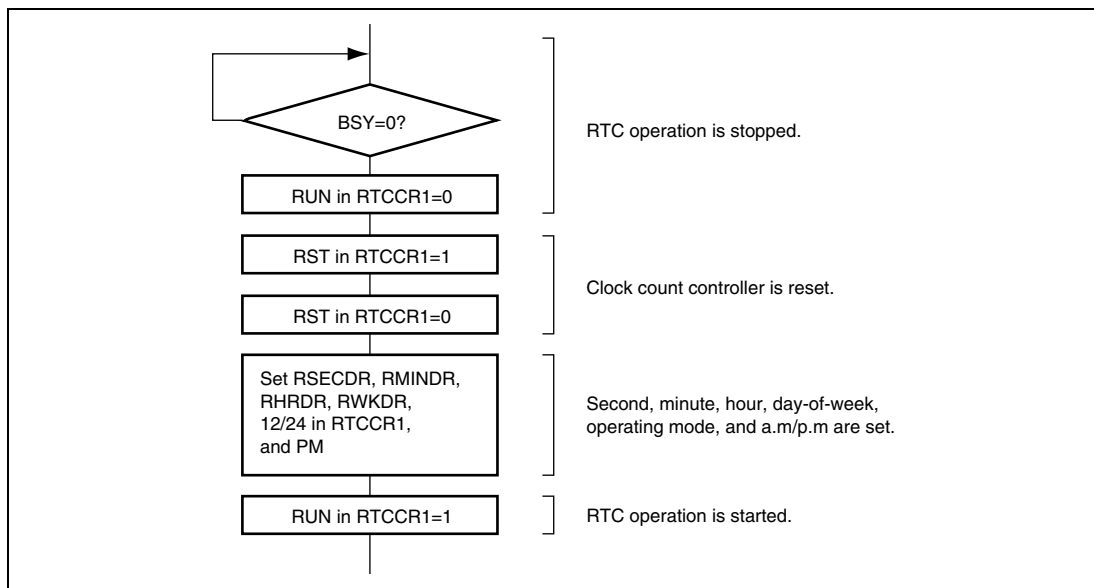 BSY=0?
RTC operation is stopped.
RUN in RTCCR1=0
RST in RTCCR1=1
Clock count controller is reset.
RST in RTCCR1=0
Set RSECDR, RMINDR,
RHRDR, RWKDR,
12/24 in RTCCR1,
and PM
Second, minute, hour, day-of-week,
operating mode, and a.m/p.m are set.
RUN in RTCCR1=1
RTC operation is started.